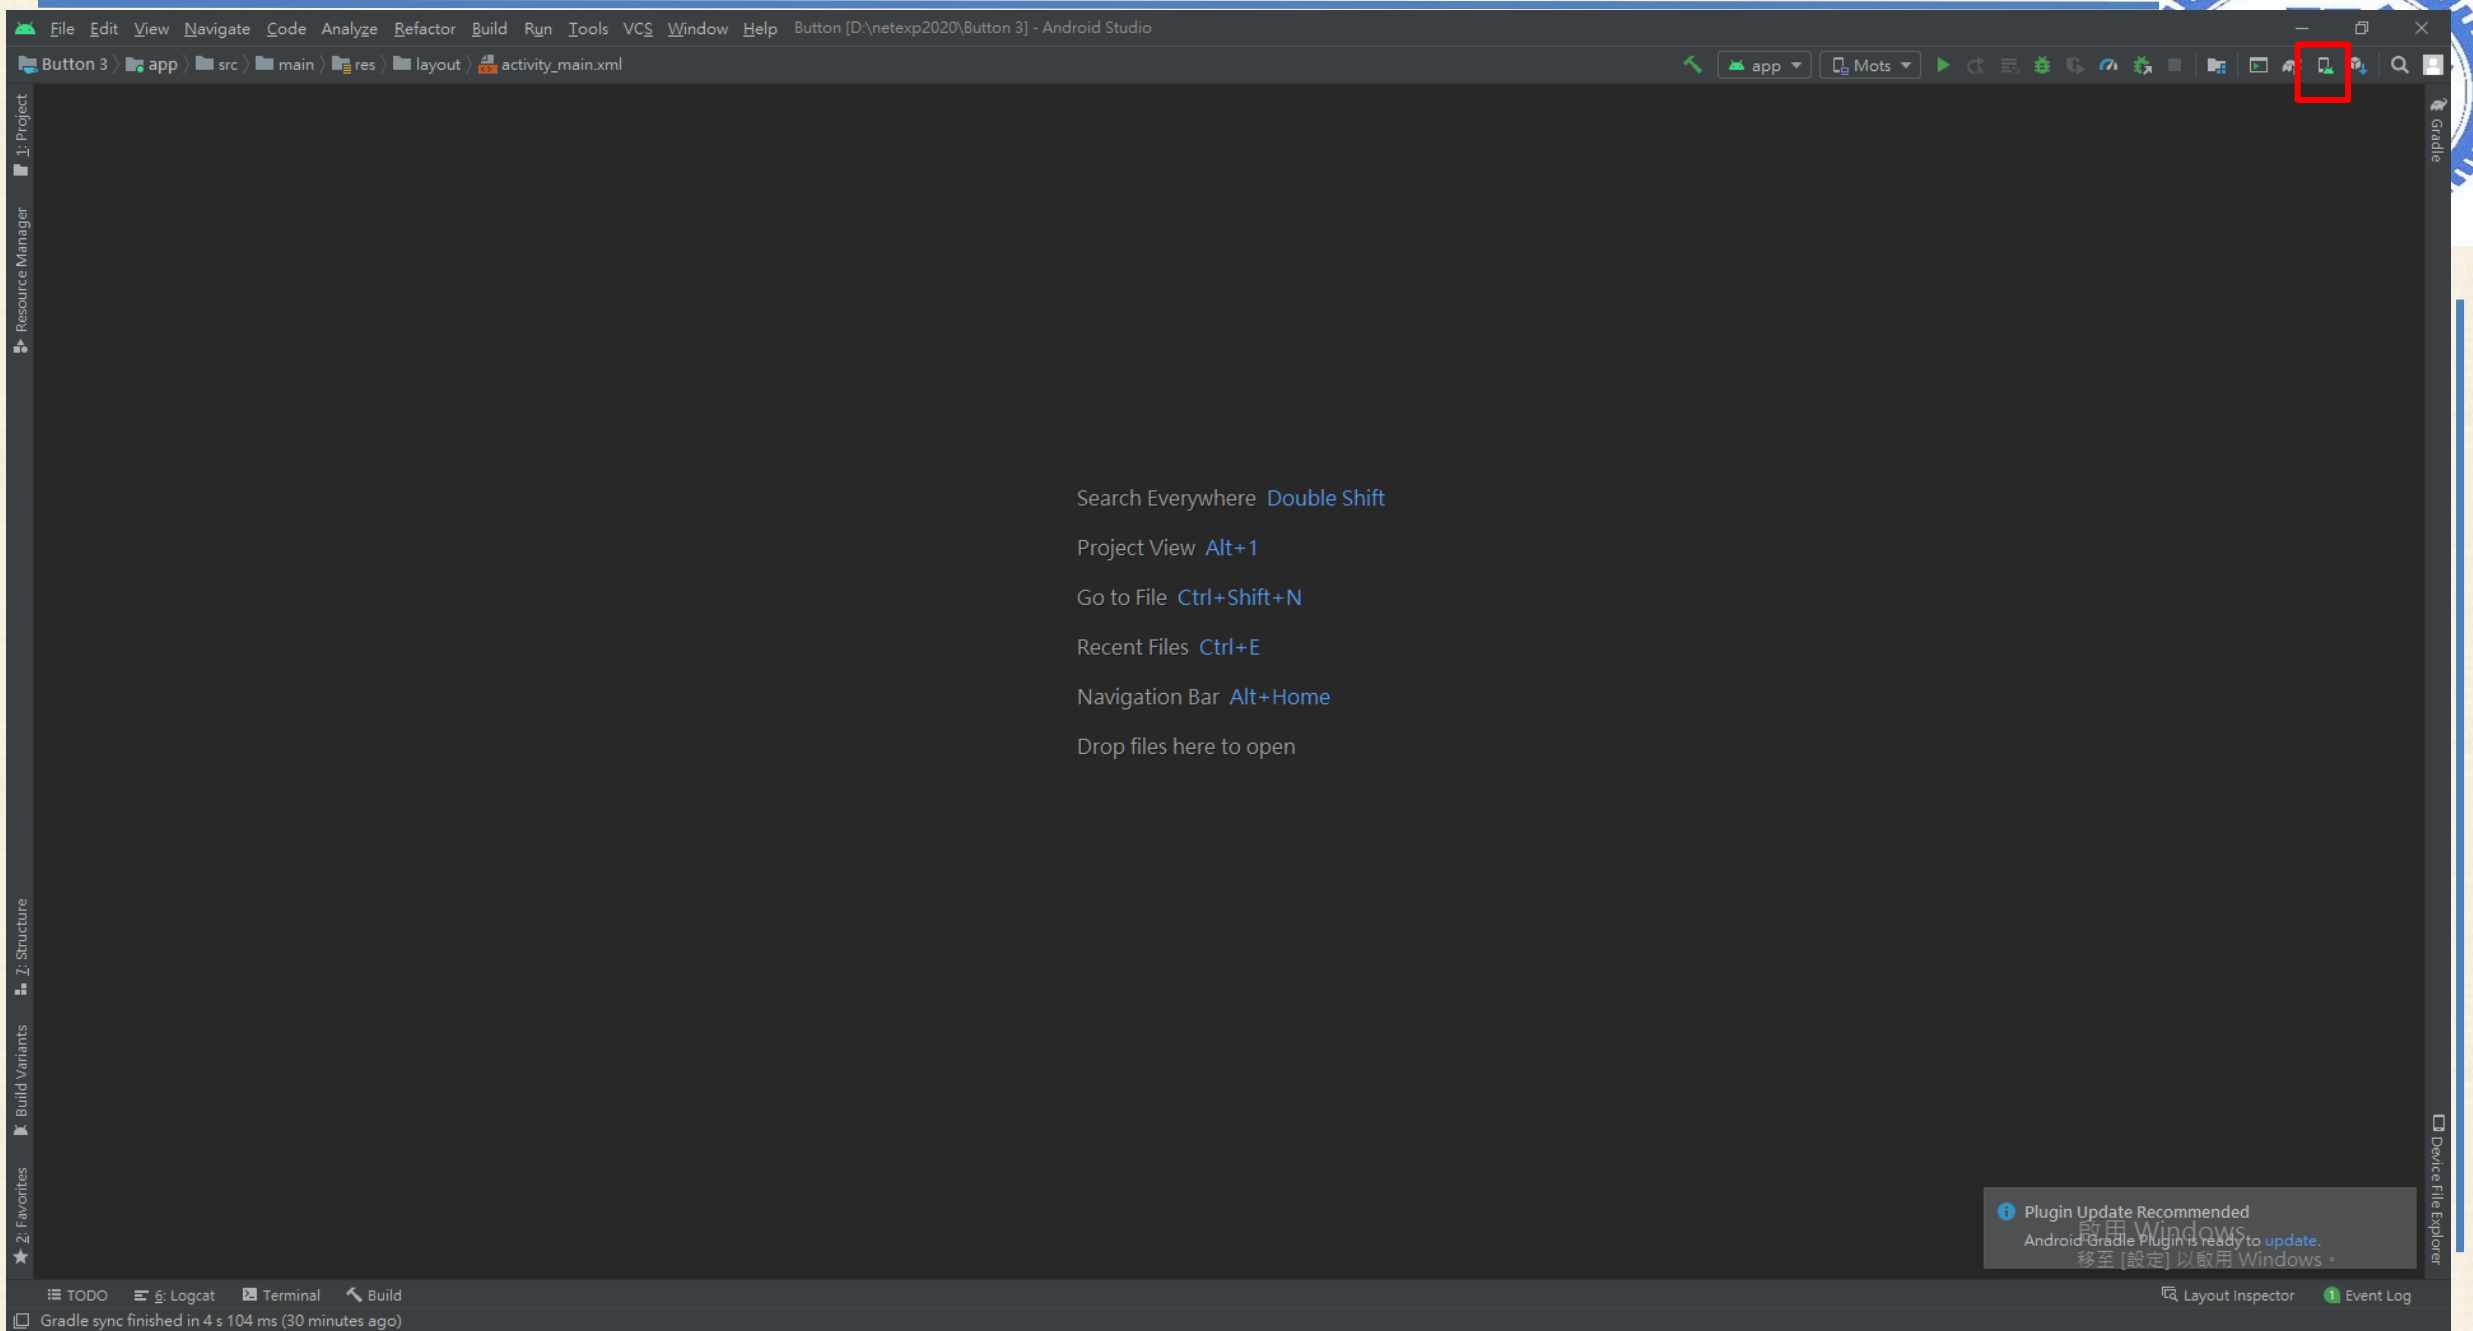 File Edit View Navigate Code Analyze Refactor Build Run Tools VCS Window Help Button [D:\netexp2020\Button 3] - Android Studio
Button 3 app src main res layout activity_main.xml app Mots
1: Project
Resource Manager
Gradle
Search Everywhere Double Shift
Project View Alt+1
Go to File Ctrl+Shift+N
Recent Files Ctrl+E
Navigation Bar Alt+Home
Drop files here to open
7: Structure
Build Variants
2: Favorites
Device File Explorer
Plugin Update Recommended
Android Gradle Plugin is ready to update.
啟用 Windows
移至 [設定] 以啟用 Windows。
TODO 6: Logcat Terminal Build Layout Inspector 1 Event Log
Gradle sync finished in 4 s 104 ms (30 minutes ago)